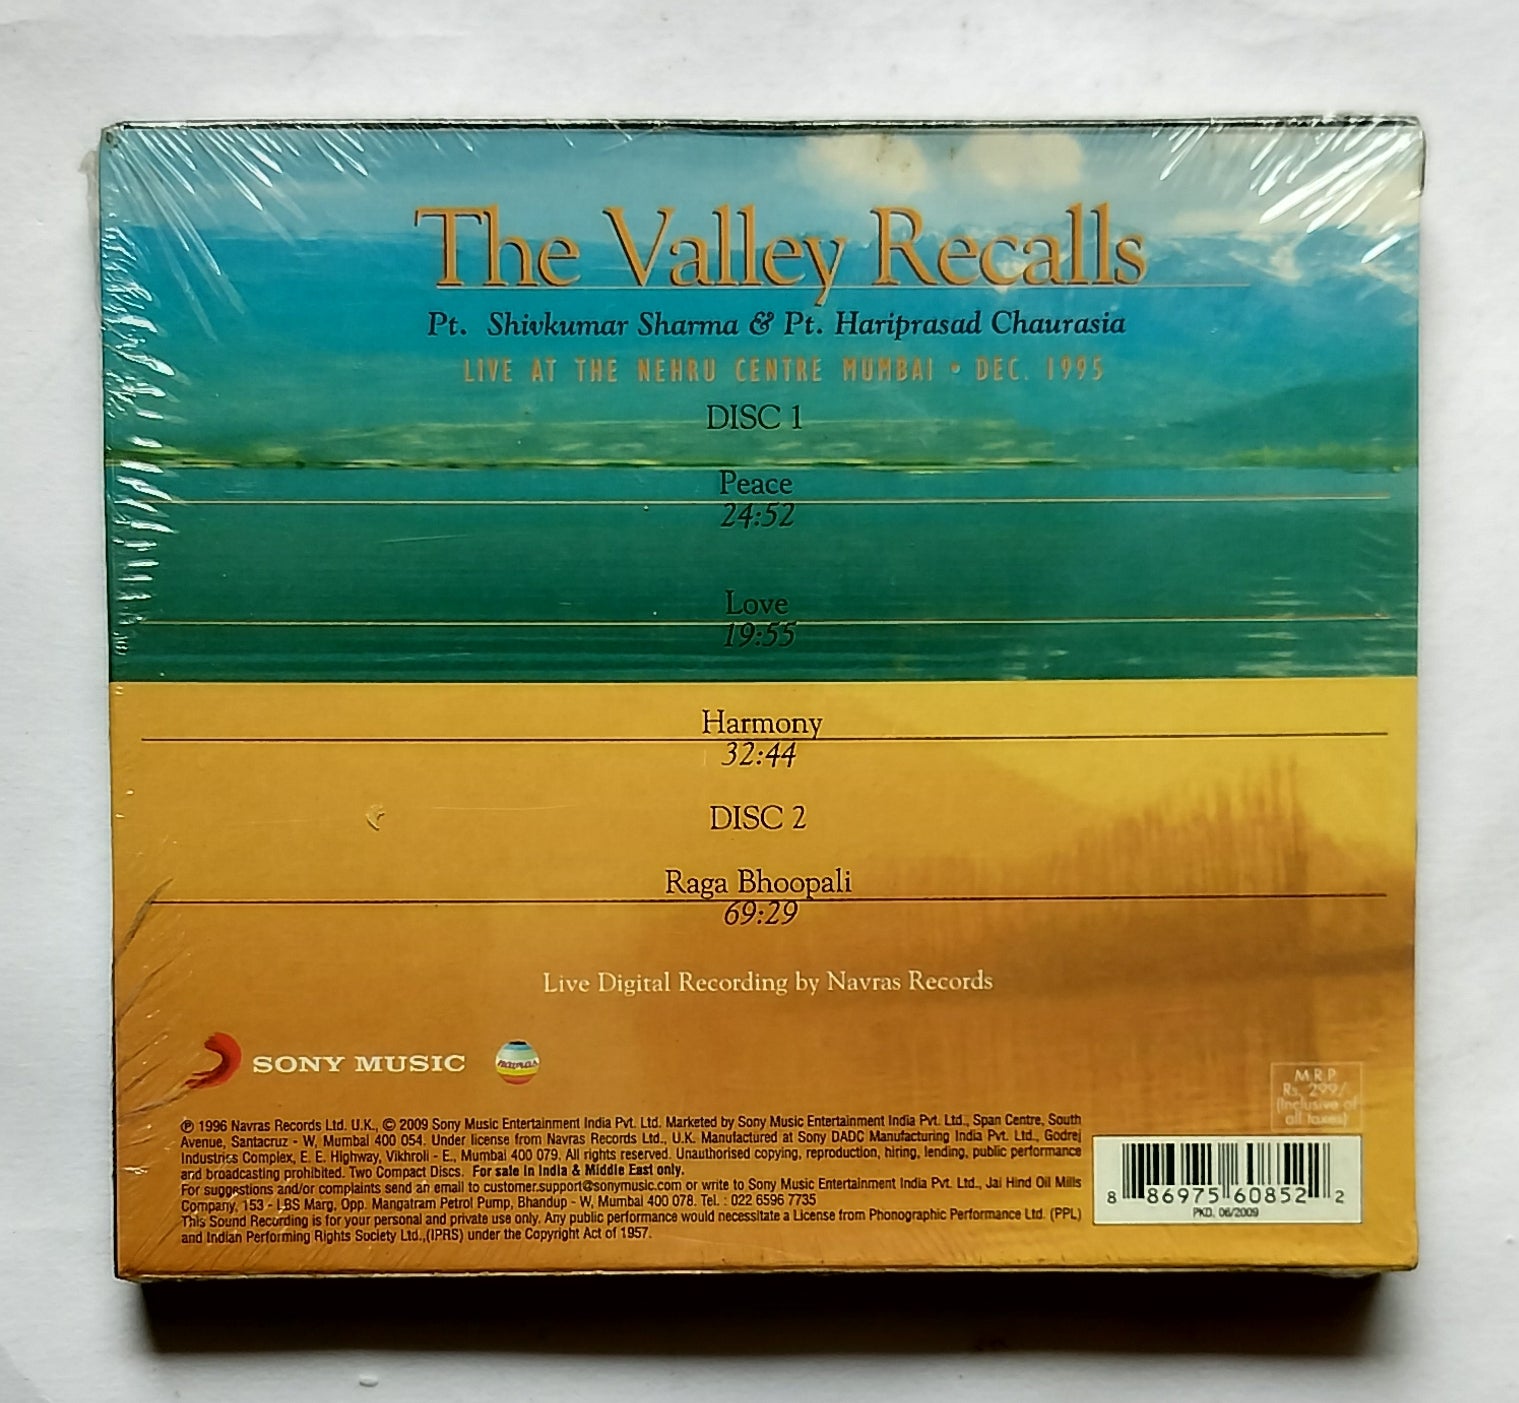 The Valley Recalls
Pt. Shivkumar Sharma & Pt. Hariprasad Chaurasia
LIVE AT THE NEHRU CENTRE MUMBAI • DEC. 1995
DISC 1
Peace
24:52
Love
19:55
Harmony
32:44
DISC 2
Raga Bhoopali
69:29
Live Digital Recording by Navras Records
SONY MUSIC
navras
M.R.P.
Rs. 299/-
(Inclusive of
all taxes)
℗ 1996 Navras Records Ltd. U.K., © 2009 Sony Music Entertainment India Pvt. Ltd. Marketed by Sony Music Entertainment India Pvt. Ltd., Span Centre, South
Avenue, Santacruz - W, Mumbai 400 054. Under license from Navras Records Ltd., U.K. Manufactured at Sony DADC Manufacturing India Pvt. Ltd., Godrej
Industries Complex, E. E. Highway, Vikhroli - E., Mumbai 400 079. All rights reserved. Unauthorised copying, reproduction, hiring, lending, public performance
and broadcasting prohibited. Two Compact Discs. For sale in India & Middle East only.
For suggestions and/or complaints send an email to customer.support@sonymusic.com or write to Sony Music Entertainment India Pvt. Ltd., Jai Hind Oil Mills
Company, 153 - LBS Marg, Opp. Mangatram Petrol Pump, Bhandup - W, Mumbai 400 078. Tel. : 022 6596 7735
This Sound Recording is for your personal and private use only. Any public performance would necessitate a License from Phonographic Performance Ltd. (PPL)
and Indian Performing Rights Society Ltd.,(IPRS) under the Copyright Act of 1957.
8 86975 60852 2
PKD. 06/2009